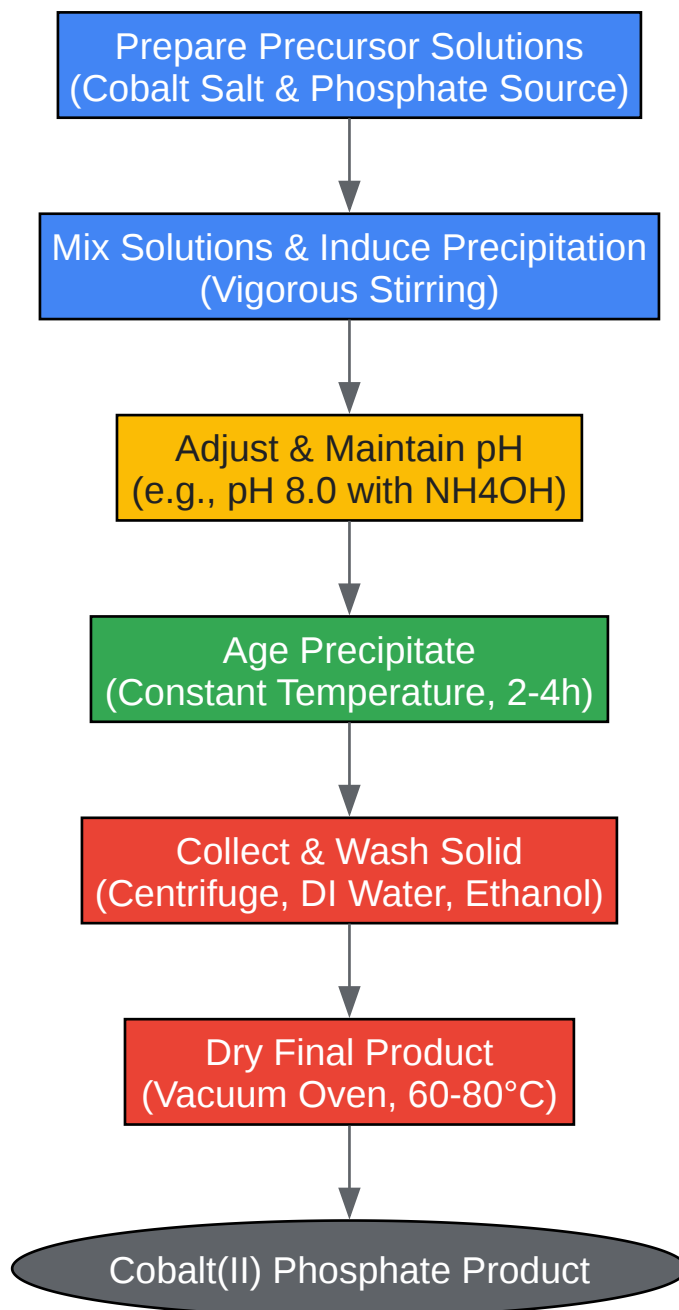 Prepare Precursor Solutions
(Cobalt Salt & Phosphate Source)
Mix Solutions & Induce Precipitation
(Vigorous Stirring)
Adjust & Maintain pH
(e.g., pH 8.0 with NH4OH)
Age Precipitate
(Constant Temperature, 2-4h)
Collect & Wash Solid
(Centrifuge, DI Water, Ethanol)
Dry Final Product
(Vacuum Oven, 60-80°C)
Cobalt(II) Phosphate Product